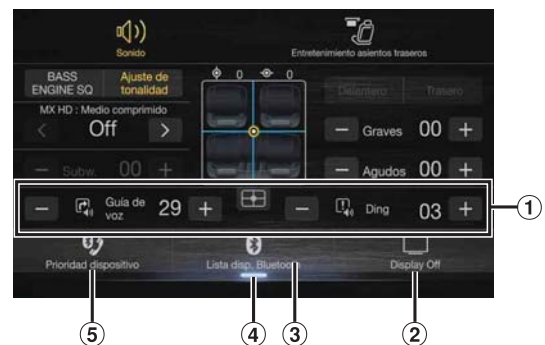 Sonido
Entretenimiento asientos traseros
BASS ENGINE SQ
Ajuste de tonalidad
0 0
Delantero Trasero
MX HD : Medio comprimido
< Off >
− Graves 00 +
− Subw. 00 +
− Agudos 00 +
− Guía de voz 29 +
− Ding 03 +
1
Prioridad dispositivo
Lista disp. Bluetooth
Display Off
5 4 3 2